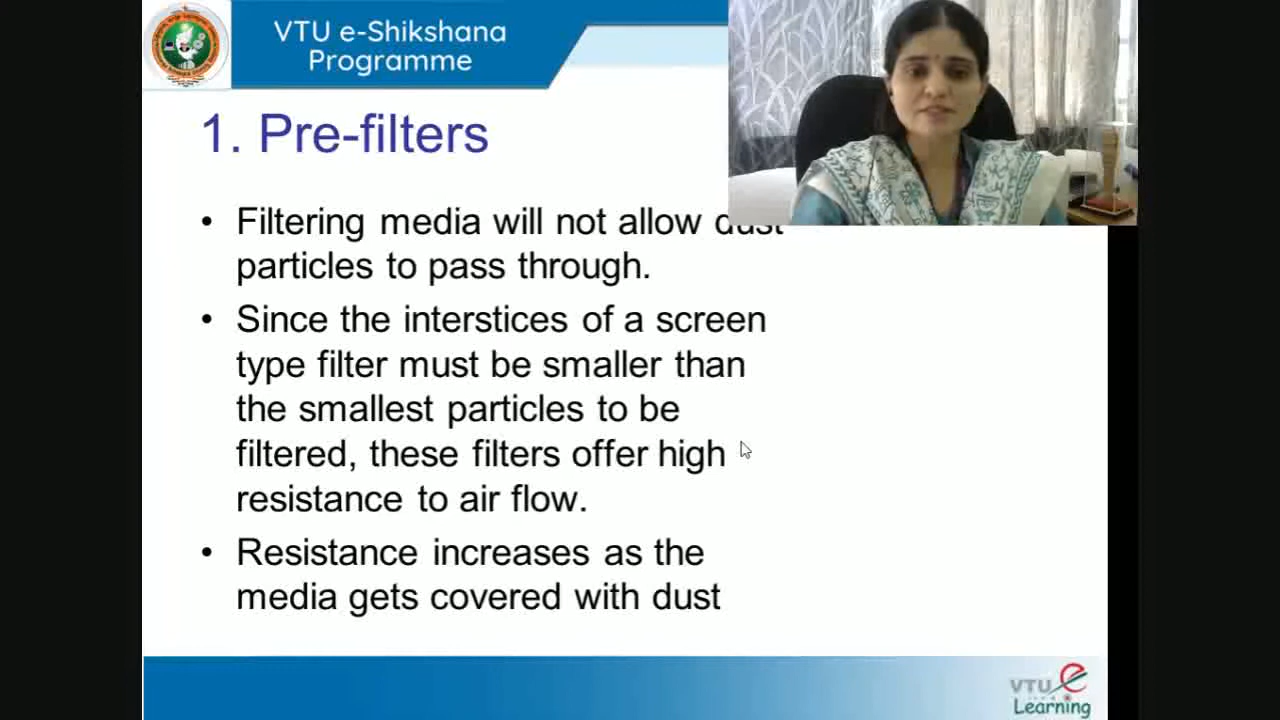 VTU e-Shikshana
Programme
1. Pre-filters
• Filtering media will not allow dust
particles to pass through.
• Since the interstices of a screen
type filter must be smaller than
the smallest particles to be
filtered, these filters offer high
resistance to air flow.
• Resistance increases as the
media gets covered with dust
VTU e
Learning